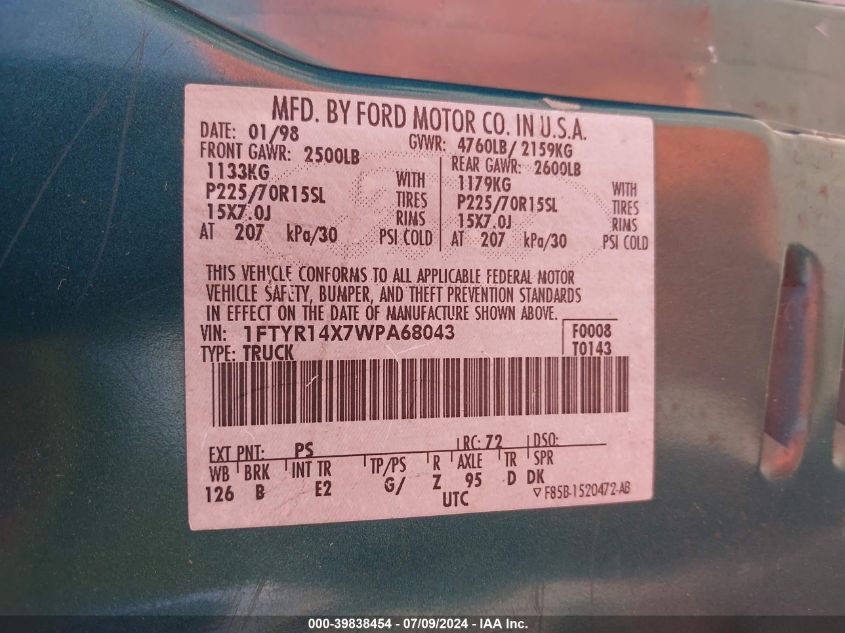 MFD. BY FORD MOTOR CO. IN U.S.A.
DATE: 01/98 GVWR: 4760LB/ 2159KG
FRONT GAWR: 2500LB REAR GAWR: 2600LB
1133KG WITH 1179KG WITH
P225/70R15SL TIRES P225/70R15SL TIRES
15X7.0J RIMS 15X7.0J RIMS
AT 207 kPa/30 PSI COLD AT 207 kPa/30 PSI COLD
THIS VEHICLE CONFORMS TO ALL APPLICABLE FEDERAL MOTOR
VEHICLE SAFETY, BUMPER, AND THEFT PREVENTION STANDARDS
IN EFFECT ON THE DATE OF MANUFACTURE SHOWN ABOVE.
VIN: 1FTYR14X7WPA68043 F0008
TYPE: TRUCK T0143
EXT PNT: PS RC: 72 DSO:
WB BRK INT TR TP/PS R AXLE TR SPR
126 B E2 G/ Z 95 D DK
UTC F85B-1520472-AB
000-39838454 - 07/09/2024 - IAA Inc.